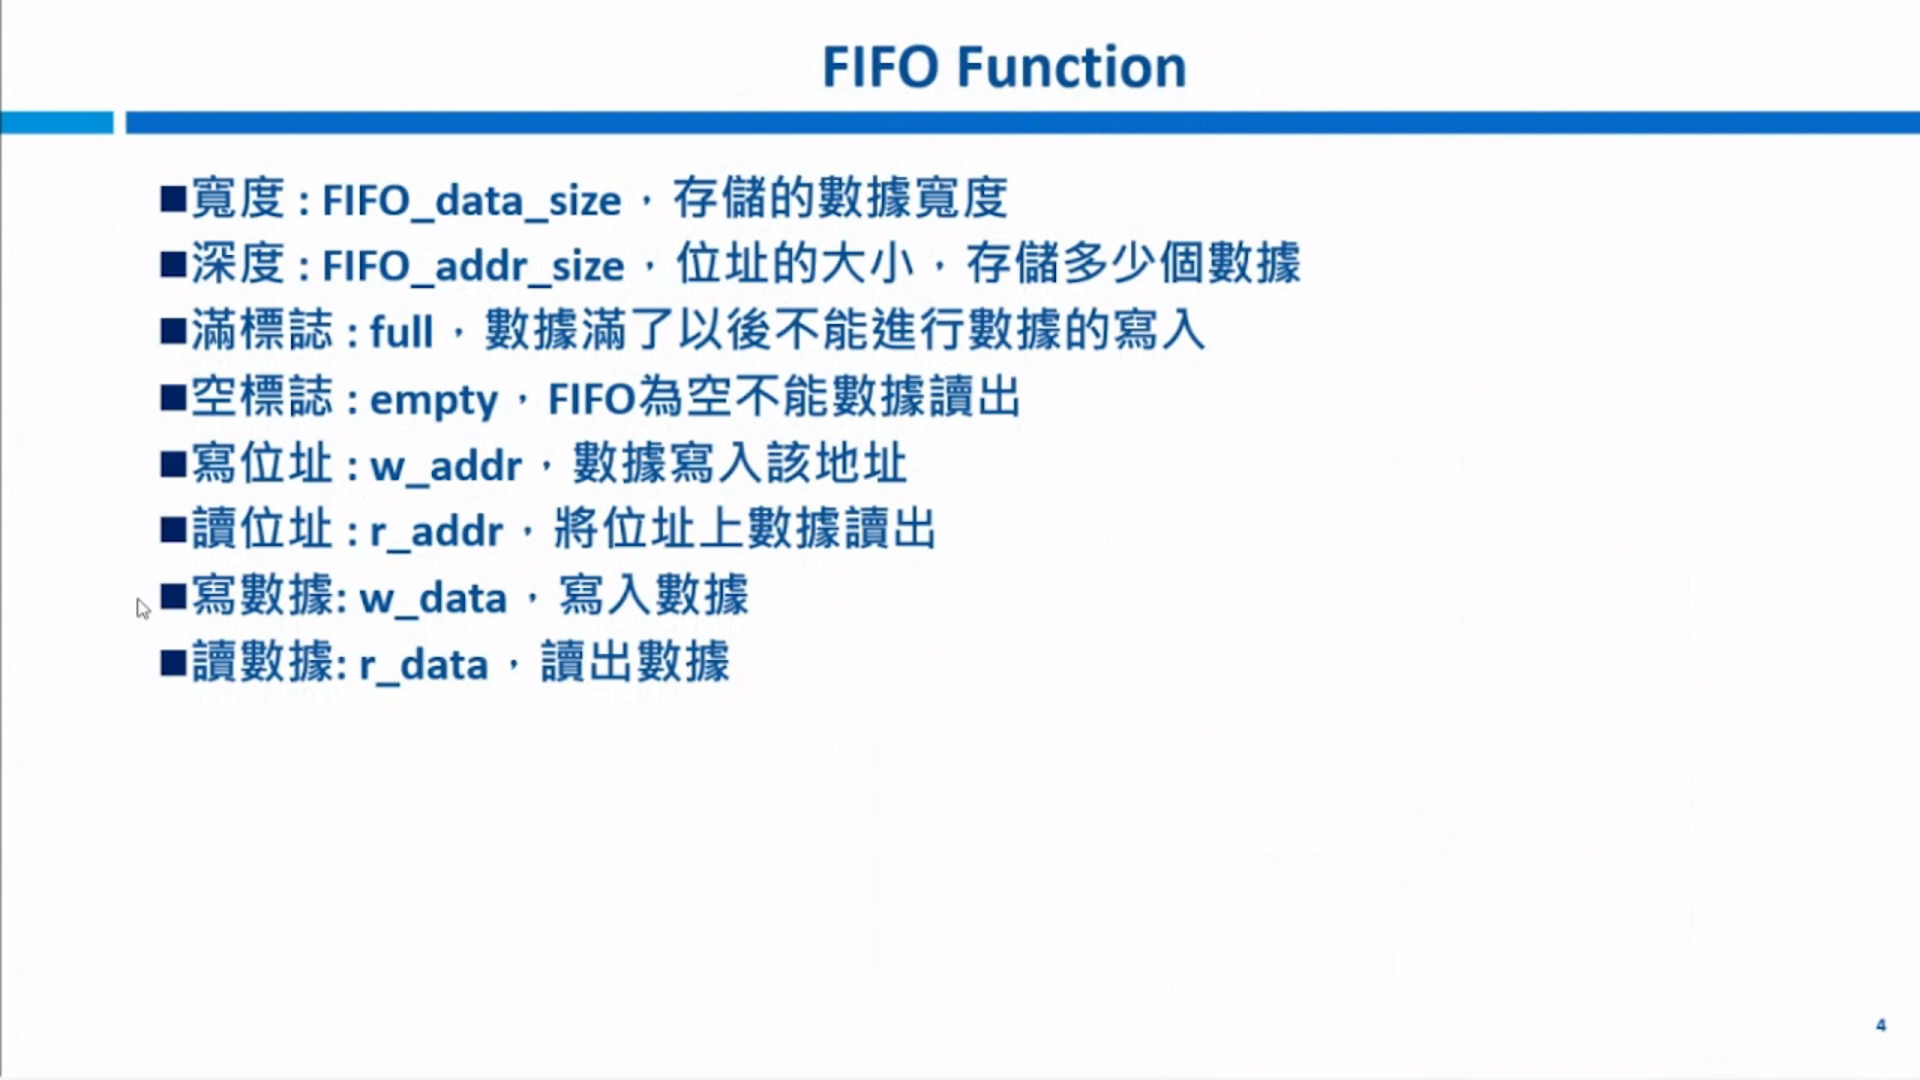 FIFO Function
■寬度 : FIFO_data_size，存儲的數據寬度
■深度 : FIFO_addr_size，位址的大小，存儲多少個數據
■滿標誌 : full，數據滿了以後不能進行數據的寫入
■空標誌 : empty，FIFO為空不能數據讀出
■寫位址 : w_addr，數據寫入該地址
■讀位址 : r_addr，將位址上數據讀出
■寫數據: w_data，寫入數據
■讀數據: r_data，讀出數據
4